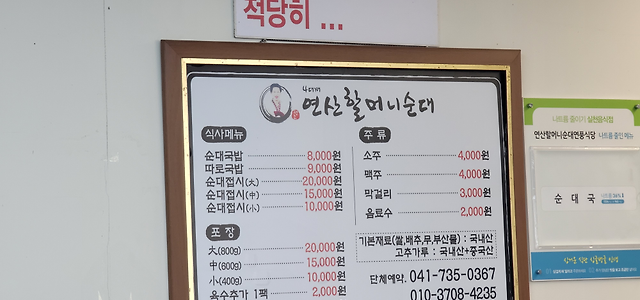 적당히 ...
4대째
연산할머니순대
식사메뉴
순대국밥 8,000원
따로국밥 9,000원
순대접시(大) 20,000원
순대접시(中) 15,000원
순대접시(小) 10,000원
포 장
大(800g) 20,000원
中(600g) 15,000원
小(400g) 10,000원
육수추가 1팩 2,000원
주 류
소주 4,000원
맥주 4,000원
막걸리 3,000원
음료수 2,000원
기본재료(쌀,배추,무,부산물) : 국내산
고추가루 : 국내산+중국산
단체예약. 041-735-0367
010-3708-4235
나트륨 줄이기 실천음식점
연산할머니순대연풍식당 나트륨 줄인 메뉴
순 대 국